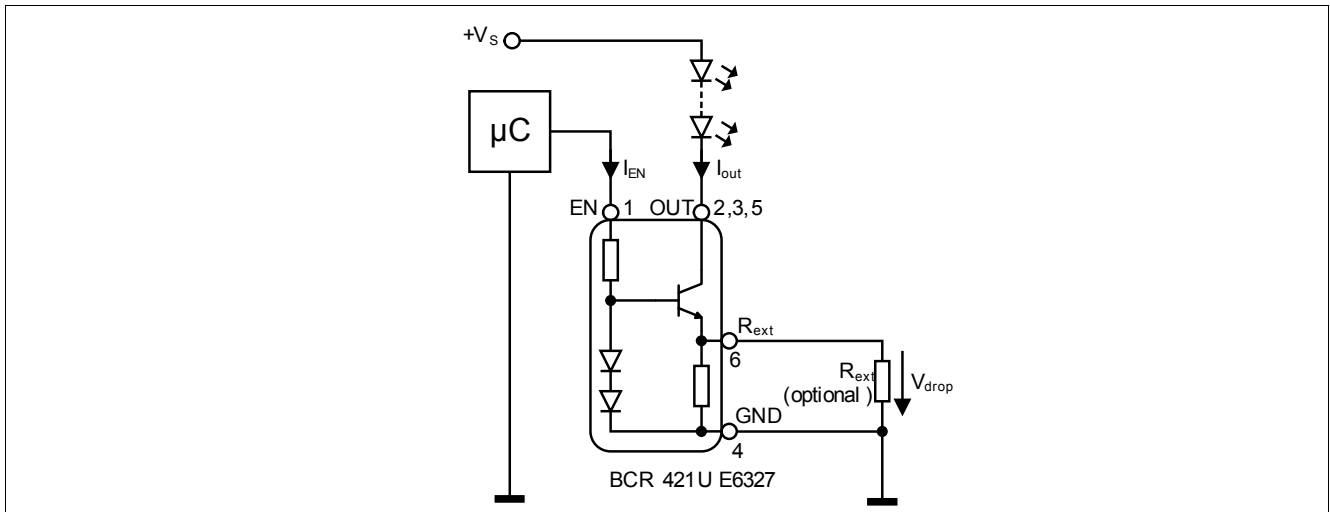 +VS
µC
IEN
Iout
EN 1 OUT 2,3,5
Rext
6
Rext
(optional)
Vdrop
GND
4
BCR 421U E6327